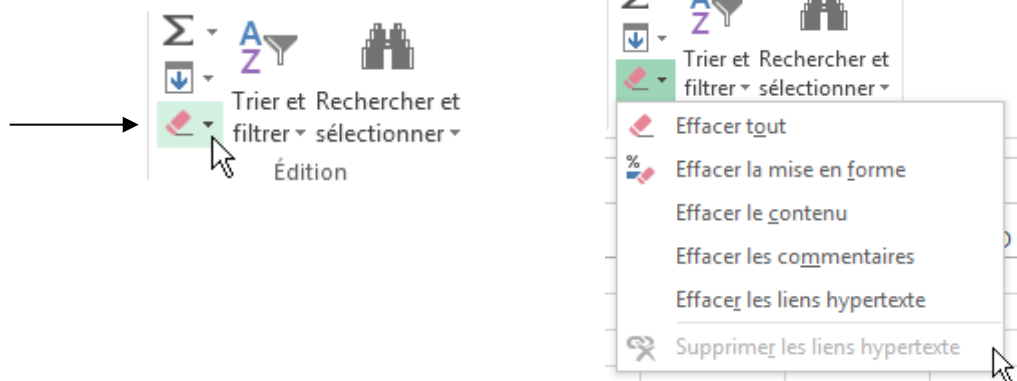 Trier et Rechercher et
filtrer sélectionner
Édition
Trier et Rechercher et
filtrer sélectionner
Effacer tout
% Effacer la mise en forme
Effacer le contenu
Effacer les commentaires
Effacer les liens hypertexte
Supprimer les liens hypertexte